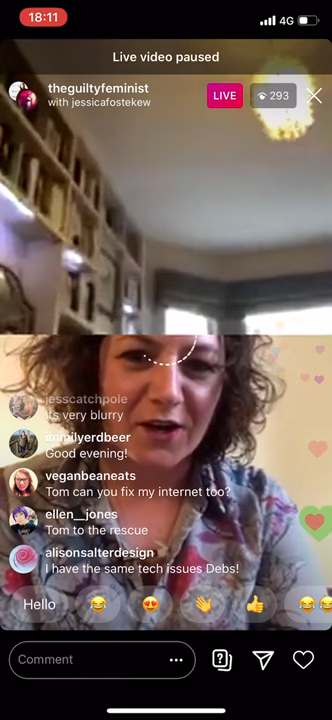 18:11
4G
Live video paused
theguiltyfeminist
with jessicafostekew
LIVE
293
jesscatchpole
its very blurry
immilyerdbeer
Good evening!
veganbeaneats
Tom can you fix my internet too?
ellen__jones
Tom to the rescue
alisonsalterdesign
I have the same tech issues Debs!
Hello
Comment